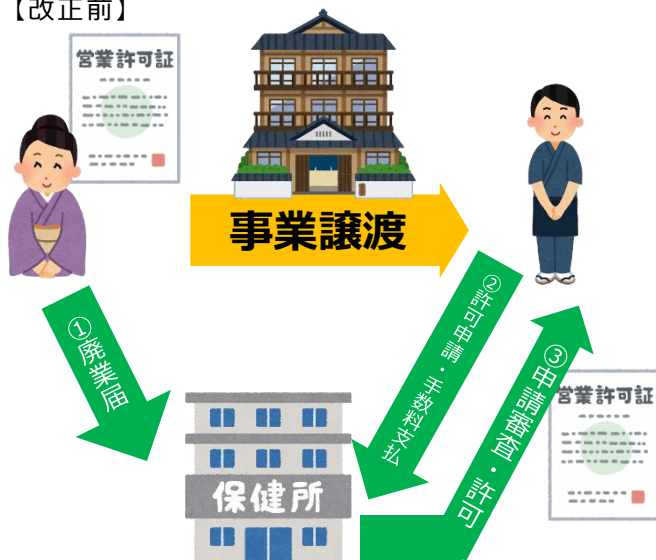 【改正前】
営業許可証
事業譲渡
①廃業届
②許可申請・手数料支払
③申請審査・許可
営業許可証
保健所